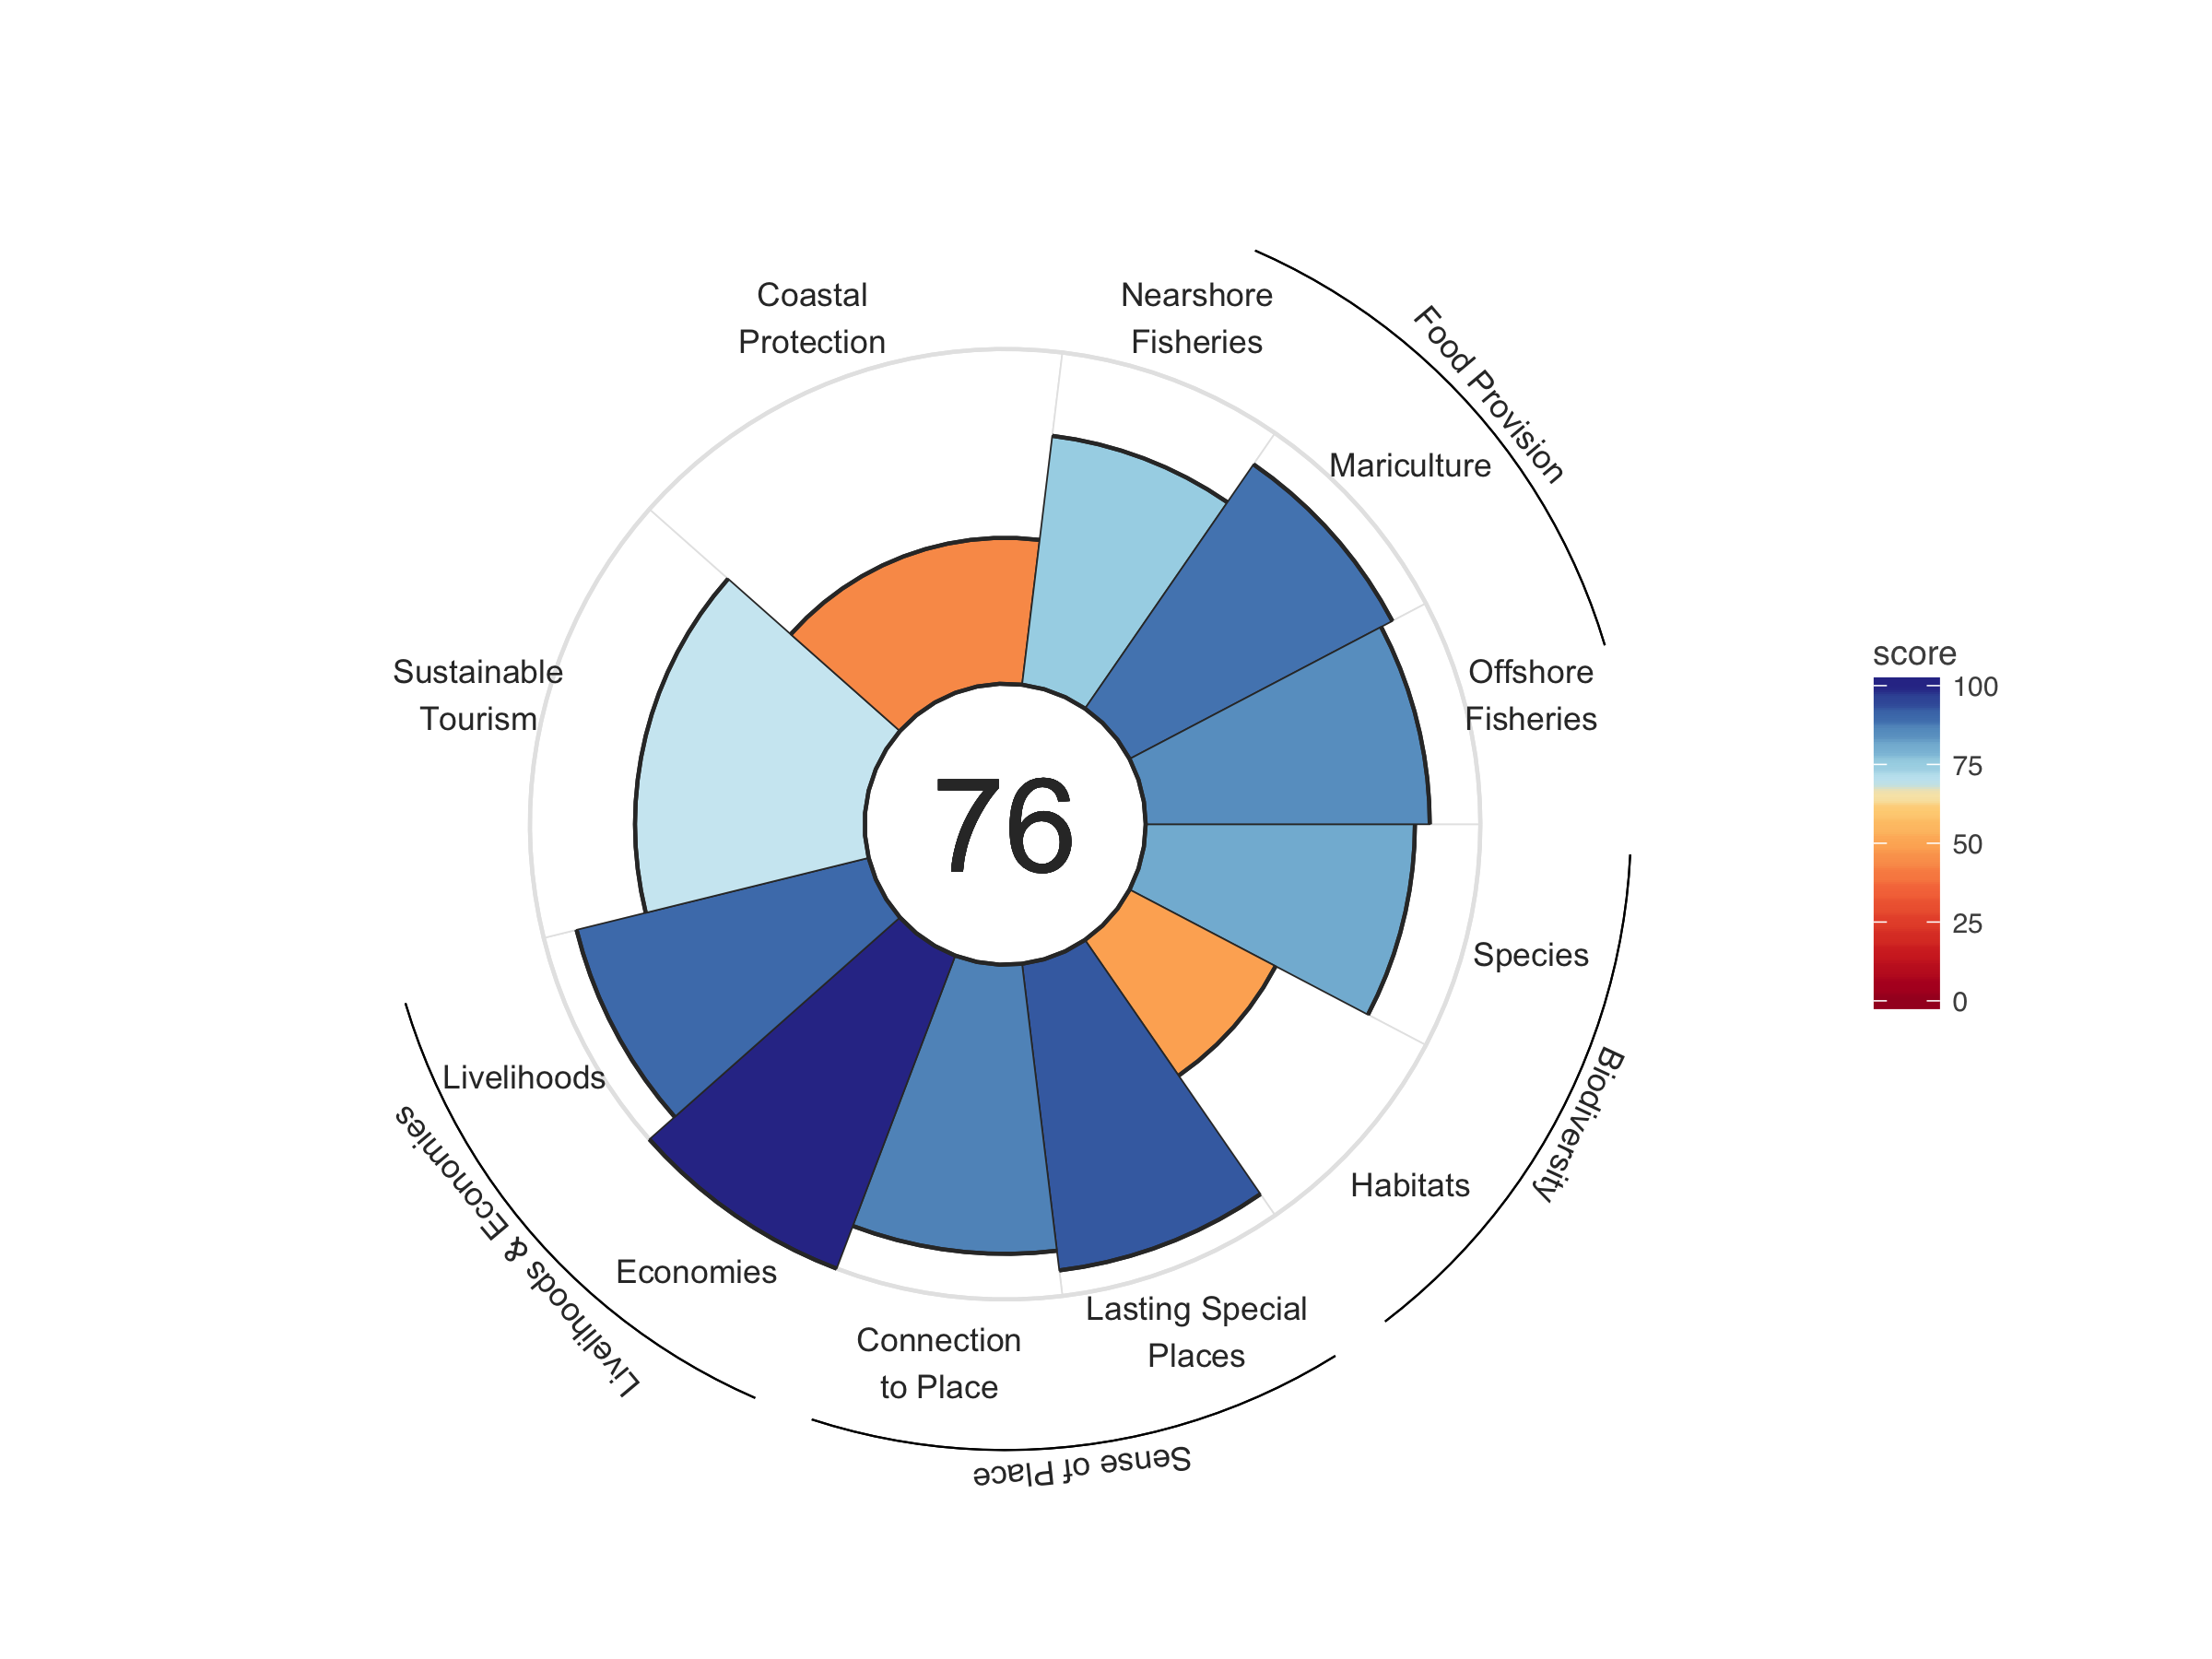 Coastal
Protection
Nearshore
Fisheries
Food Provision
Mariculture
Sustainable
Tourism
Offshore
Fisheries
76
Species
Biodiversity
Livelihoods
Habitats
Livelihoods & Economies
Economies
Lasting Special
Places
Connection
to Place
Sense of Place
score
100
75
50
25
0